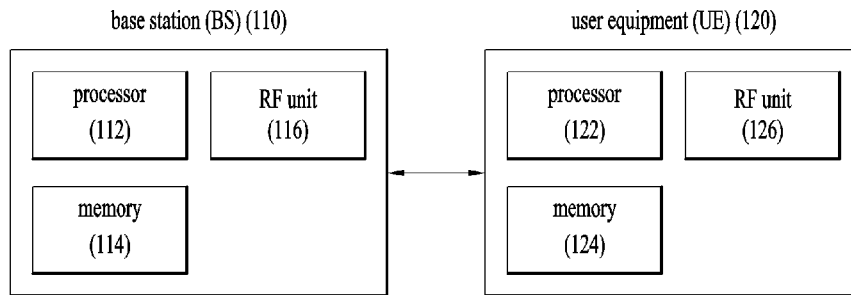 base station (BS) (110)
processor
(112)
RF unit
(116)
memory
(114)
user equipment (UE) (120)
processor
(122)
RF unit
(126)
memory
(124)